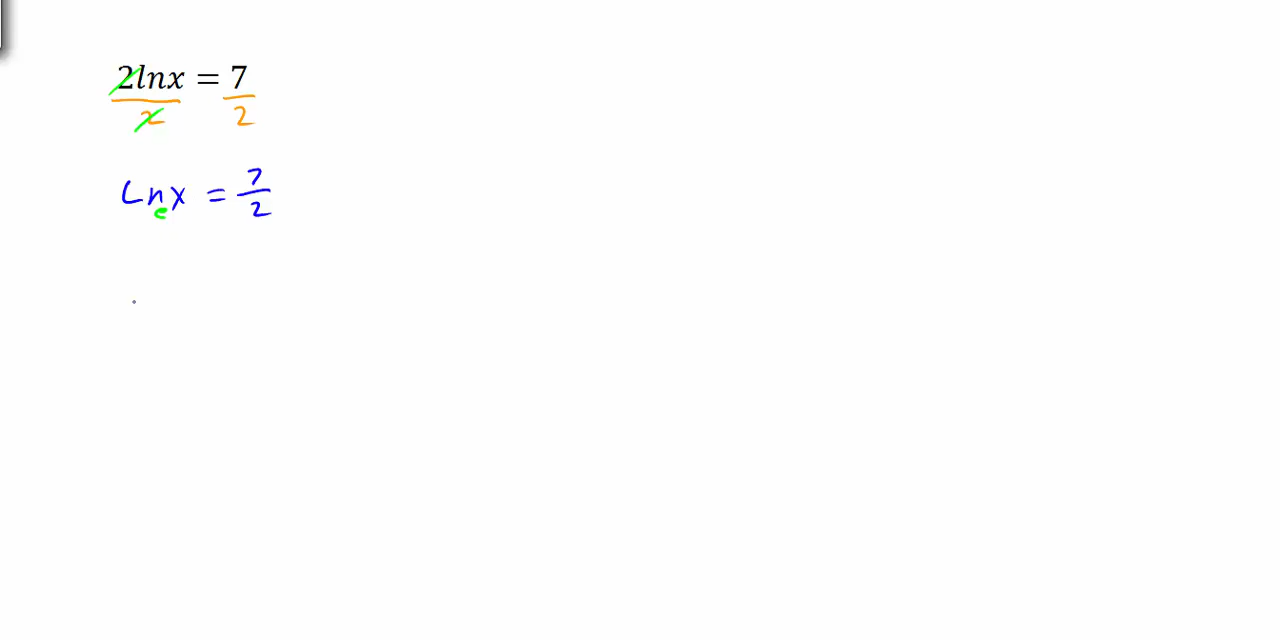 2lnx = 7
2 2
Lnx = 7/2
e